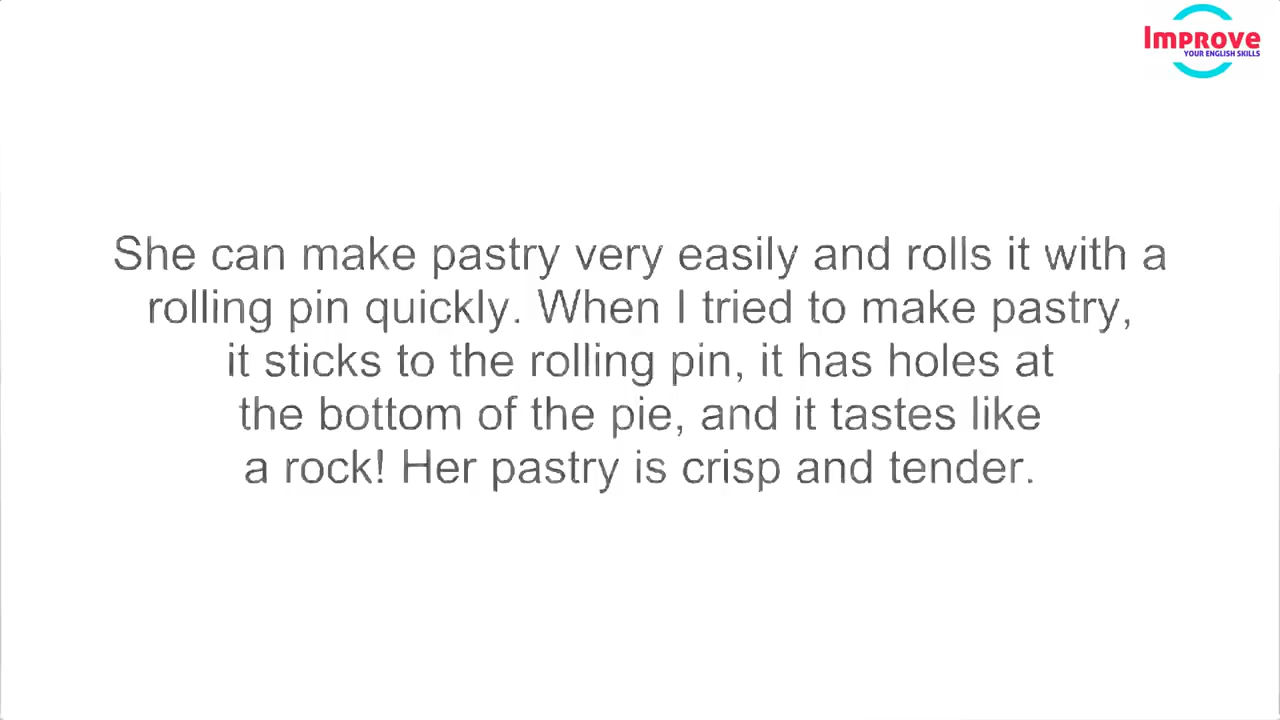 Improve
YOUR ENGLISH SKILLS
She can make pastry very easily and rolls it with a
rolling pin quickly. When I tried to make pastry,
it sticks to the rolling pin, it has holes at
the bottom of the pie, and it tastes like
a rock! Her pastry is crisp and tender.